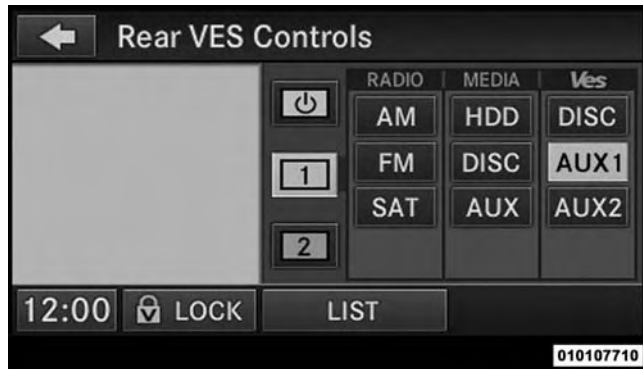 Rear VES Controls
RADIO MEDIA Ves
AM HDD DISC
1 FM DISC AUX1
SAT AUX AUX2
2
12:00 LOCK LIST
010107710